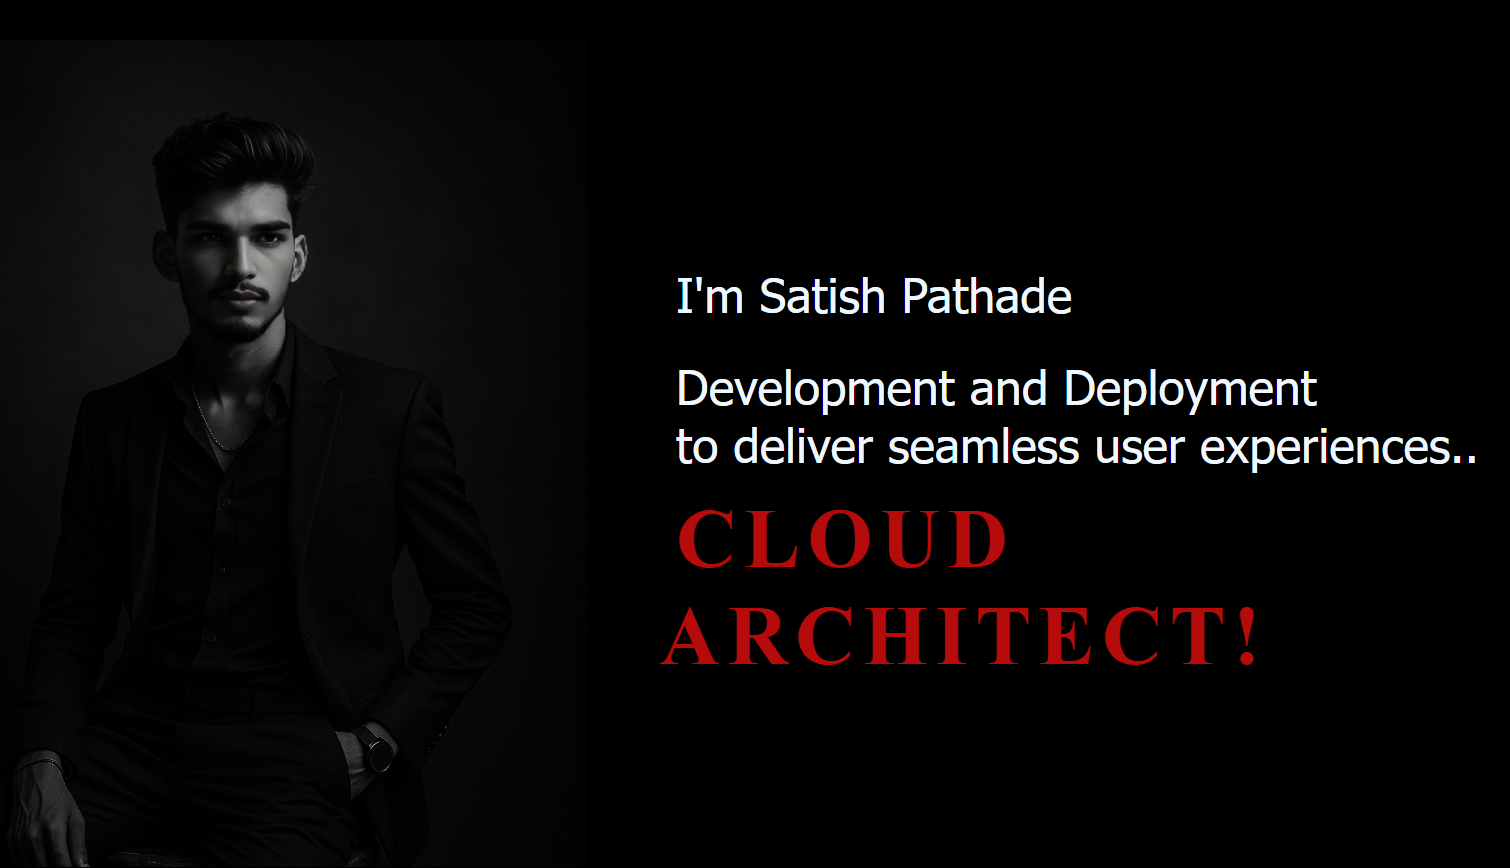 I'm Satish Pathade
Development and Deployment
to deliver seamless user experiences..
CLOUD
ARCHITECT!